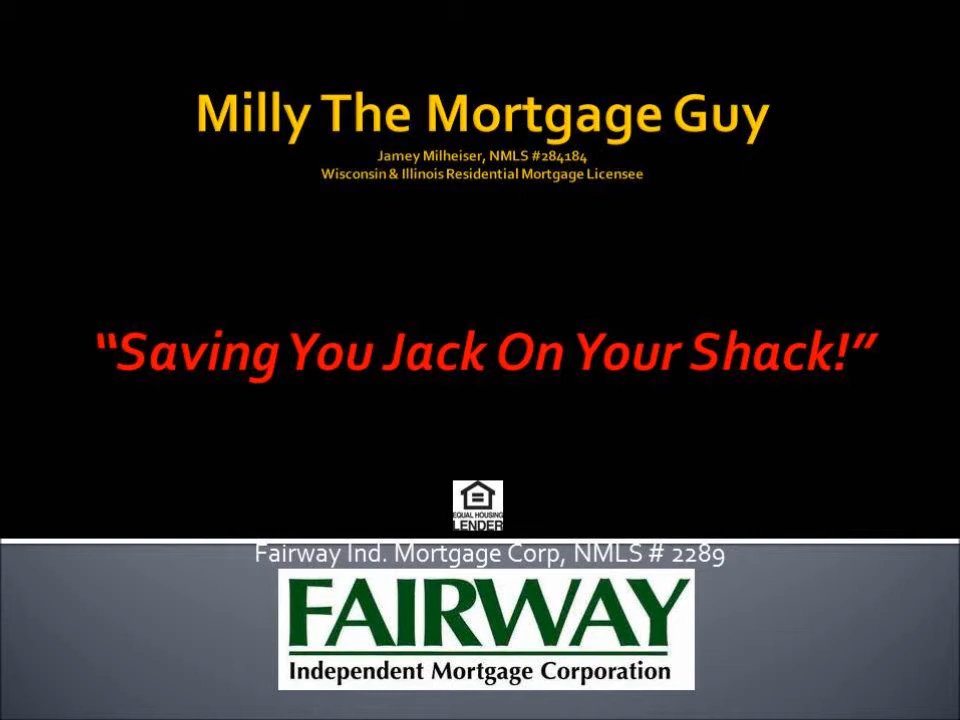 Milly The Mortgage Guy
Jamey Milheiser, NMLS #284184
Wisconsin & Illinois Residential Mortgage Licensee
“Saving You Jack On Your Shack!”
EQUAL HOUSING
LENDER
Fairway Ind. Mortgage Corp, NMLS # 2289
FAIRWAY
Independent Mortgage Corporation